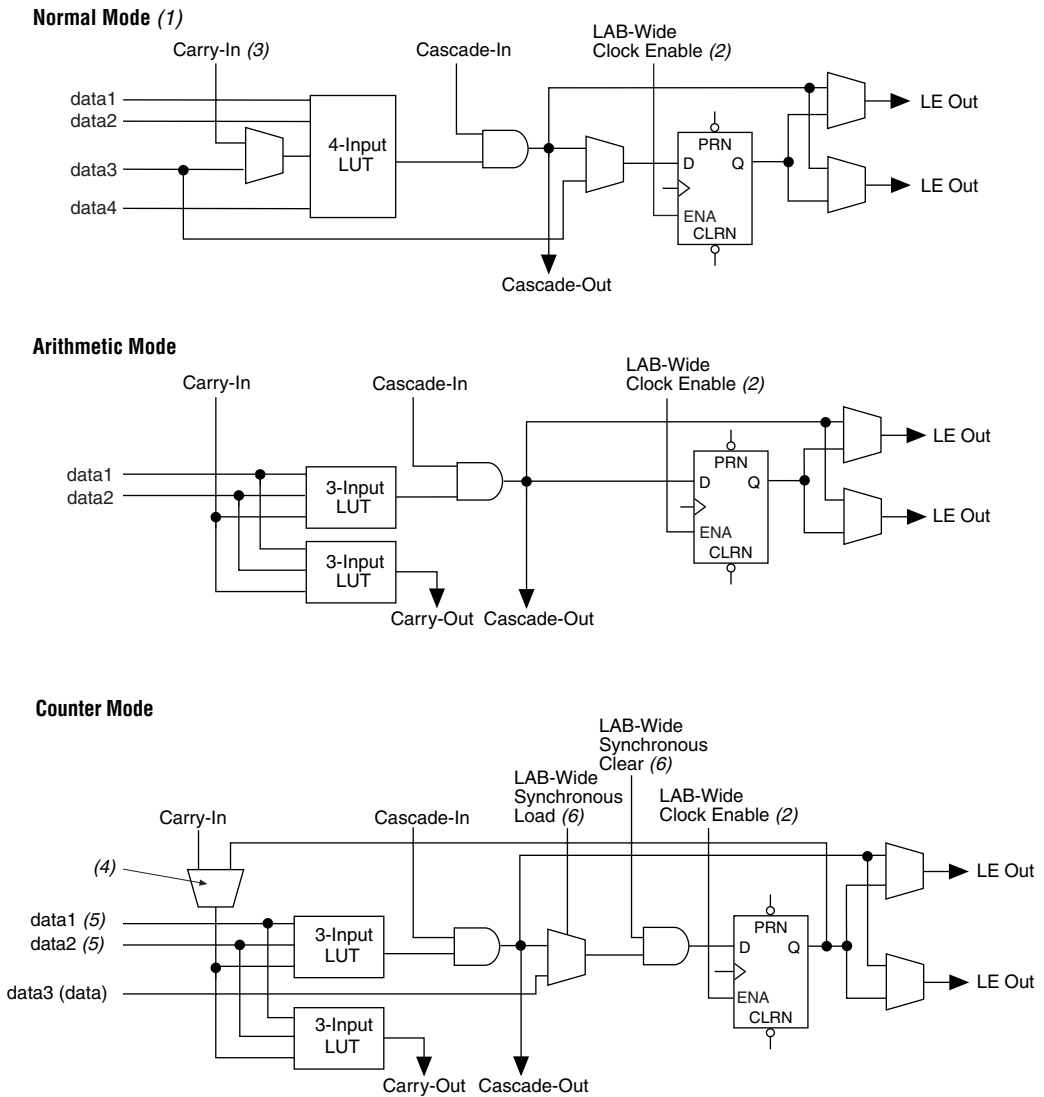 Normal Mode (1)
Carry-In (3)
Cascade-In
LAB-Wide
Clock Enable (2)
data1
data2
data3
data4
4-Input
LUT
PRN
D
Q
ENA
CLRN
LE Out
LE Out
Cascade-Out
Arithmetic Mode
Carry-In
Cascade-In
LAB-Wide
Clock Enable (2)
data1
data2
3-Input
LUT
3-Input
LUT
PRN
D
Q
ENA
CLRN
LE Out
LE Out
Carry-Out
Cascade-Out
Counter Mode
Carry-In
(4)
Cascade-In
LAB-Wide
Synchronous
Load (6)
LAB-Wide
Synchronous
Clear (6)
LAB-Wide
Clock Enable (2)
data1 (5)
data2 (5)
data3 (data)
3-Input
LUT
3-Input
LUT
PRN
D
Q
ENA
CLRN
LE Out
LE Out
Carry-Out
Cascade-Out